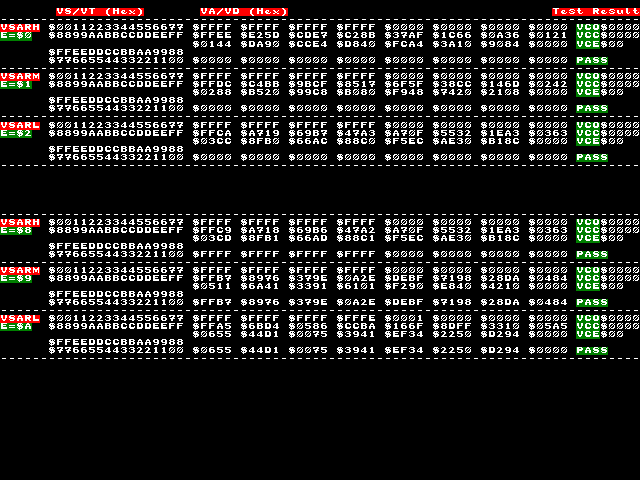 VS/VT (Hex) VA/VD (Hex) Test Result
VSARH $0011223344556677 $FFFF $FFFF $FFFF $FFFF $0000 $0000 $0000 $0000 VCO$0000
E=$0 $8899AABBCCDDEEFF $FFEE $E25D $CDE7 $C28B $37AF $1C66 $0A36 $0121 VCC$0000
$0144 $DA90 $CCE4 $D840 $FCA4 $3A10 $9084 $0000 VCE$00
$FFEEDDCCBBAA9988
$7766554433221100 $0000 $0000 $0000 $0000 $0000 $0000 $0000 $0000 PASS
VSARM $0011223344556677 $FFFF $FFFF $FFFF $FFFF $0000 $0000 $0000 $0000 VCO$0000
E=$1 $8899AABBCCDDEEFF $FFDC $C4BB $9BCF $8517 $6F5F $38CC $146D $0242 VCC$0000
$0288 $B520 $99C8 $B080 $F948 $7420 $2108 $0000 VCE$00
$FFEEDDCCBBAA9988
$7766554433221100 $0000 $0000 $0000 $0000 $0000 $0000 $0000 $0000 PASS
VSARL $0011223344556677 $FFFF $FFFF $FFFF $FFFF $0000 $0000 $0000 $0000 VCO$0000
E=$2 $8899AABBCCDDEEFF $FFCA $A719 $69B7 $47A3 $A70F $5532 $1EA3 $0363 VCC$0000
$03CC $8FB0 $66AC $88C0 $F5EC $AE30 $B18C $0000 VCE$00
$FFEEDDCCBBAA9988
$7766554433221100 $0000 $0000 $0000 $0000 $0000 $0000 $0000 $0000 PASS
VSARH $0011223344556677 $FFFF $FFFF $FFFF $FFFF $0000 $0000 $0000 $0000 VCO$0000
E=$8 $8899AABBCCDDEEFF $FFC9 $A718 $69B6 $47A2 $A70F $5532 $1EA3 $0363 VCC$0000
$03CD $8FB1 $66AD $88C1 $F5EC $AE30 $B18C $0000 VCE$00
$FFEEDDCCBBAA9988
$7766554433221100 $FFFF $FFFF $FFFF $FFFF $0000 $0000 $0000 $0000 PASS
VSARM $0011223344556677 $FFFF $FFFF $FFFF $FFFF $0000 $0000 $0000 $0000 VCO$0000
E=$9 $8899AABBCCDDEEFF $FFB7 $8976 $379E $0A2E $DEBF $7198 $28DA $0484 VCC$0000
$0511 $6A41 $3391 $6101 $F290 $E840 $4210 $0000 VCE$00
$FFEEDDCCBBAA9988
$7766554433221100 $FFB7 $8976 $379E $0A2E $DEBF $7198 $28DA $0484 PASS
VSARL $0011223344556677 $FFFF $FFFF $FFFF $FFFE $0001 $0000 $0000 $0000 VCO$0000
E=$A $8899AABBCCDDEEFF $FFA5 $6BD4 $0586 $CCBA $166F $8DFF $3310 $05A5 VCC$0000
$0655 $44D1 $0075 $3941 $EF34 $2250 $D294 $0000 VCE$00
$FFEEDDCCBBAA9988
$7766554433221100 $0655 $44D1 $0075 $3941 $EF34 $2250 $D294 $0000 PASS